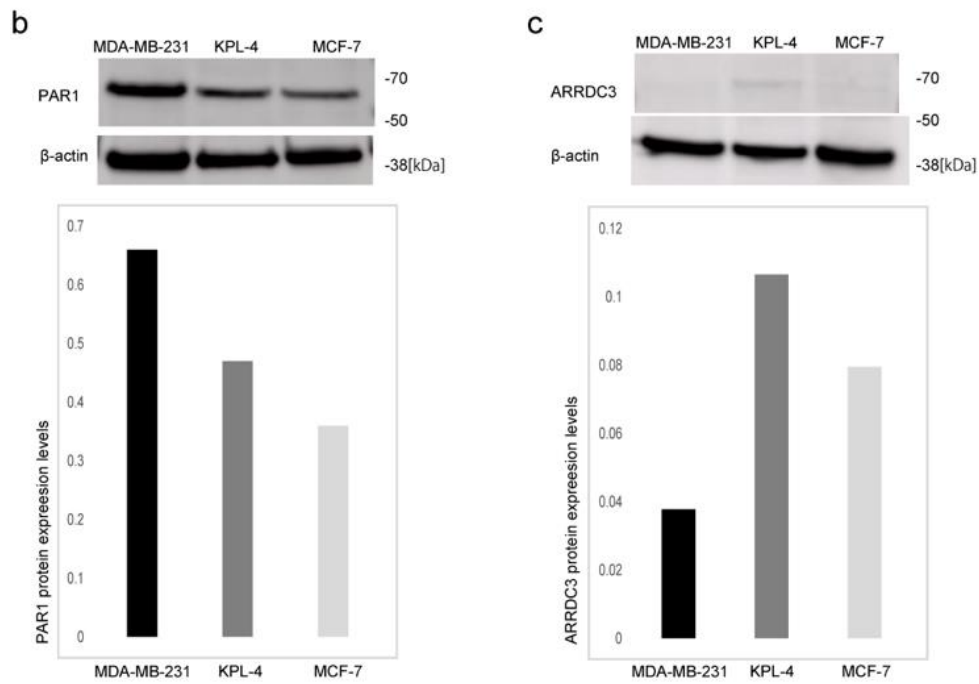 b
MDA-MB-231 KPL-4 MCF-7
PAR1
-70
-50
β-actin
-38[kDa]
0.7
0.6
0.5
0.4
0.3
0.2
0.1
0
PAR1 protein expreesion levels
MDA-MB-231 KPL-4 MCF-7
c
MDA-MB-231 KPL-4 MCF-7
ARRDC3
-70
-50
β-actin
-38[kDa]
0.12
0.1
0.08
0.06
0.04
0.02
0
ARRDC3 protein expreesion levels
MDA-MB-231 KPL-4 MCF-7